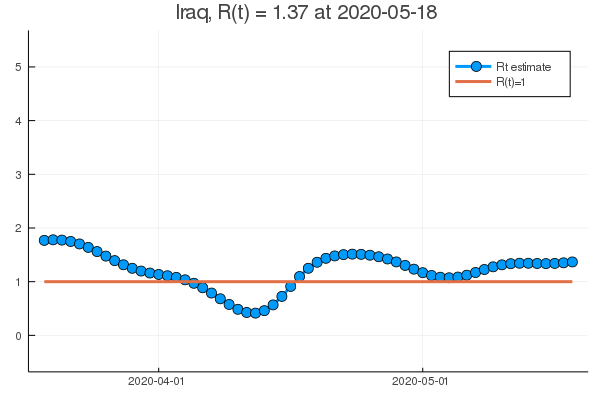 Iraq, R(t) = 1.37 at 2020-05-18
5
4
3
2
1
0
Rt estimate
R(t)=1
2020-04-01
2020-05-01